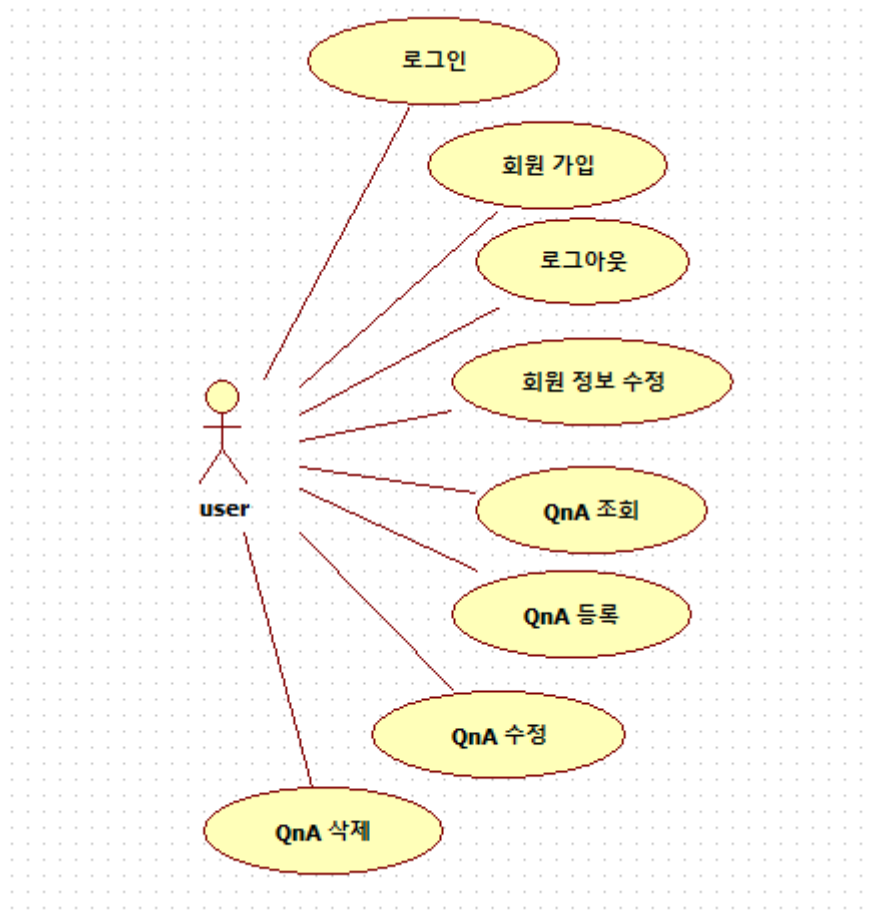 로그인
회원 가입
로그아웃
회원 정보 수정
user
QnA 조회
QnA 등록
QnA 수정
QnA 삭제